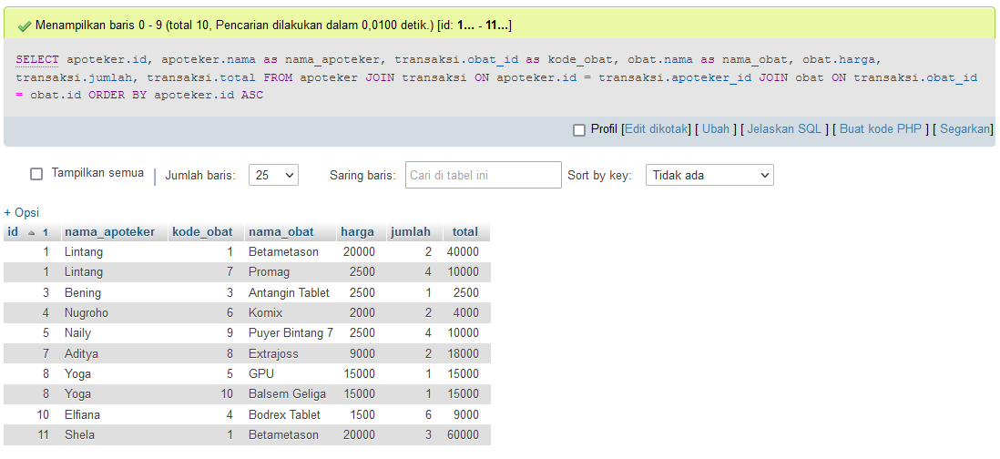 Menampilkan baris 0 - 9 (total 10, Pencarian dilakukan dalam 0,0100 detik.) [id: 1... - 11...]
SELECT apoteker.id, apoteker.nama as nama_apoteker, transaksi.obat_id as kode_obat, obat.nama as nama_obat, obat.harga,
transaksi.jumlah, transaksi.total FROM apoteker JOIN transaksi ON apoteker.id = transaksi.apoteker_id JOIN obat ON transaksi.obat_id
= obat.id ORDER BY apoteker.id ASC
Profil [Edit dikotak] [ Ubah ] [ Jelaskan SQL ] [ Buat kode PHP ] [ Segarkan]
Tampilkan semua | Jumlah baris: 25 Saring baris: Cari di tabel ini Sort by key: Tidak ada
+ Opsi
id 1 nama_apoteker kode_obat nama_obat harga jumlah total
1 Lintang 1 Betametason 20000 2 40000
1 Lintang 7 Promag 2500 4 10000
3 Bening 3 Antangin Tablet 2500 1 2500
4 Nugroho 6 Komix 2000 2 4000
5 Naily 9 Puyer Bintang 7 2500 4 10000
7 Aditya 8 Extrajoss 9000 2 18000
8 Yoga 5 GPU 15000 1 15000
8 Yoga 10 Balsem Geliga 15000 1 15000
10 Elfiana 4 Bodrex Tablet 1500 6 9000
11 Shela 1 Betametason 20000 3 60000